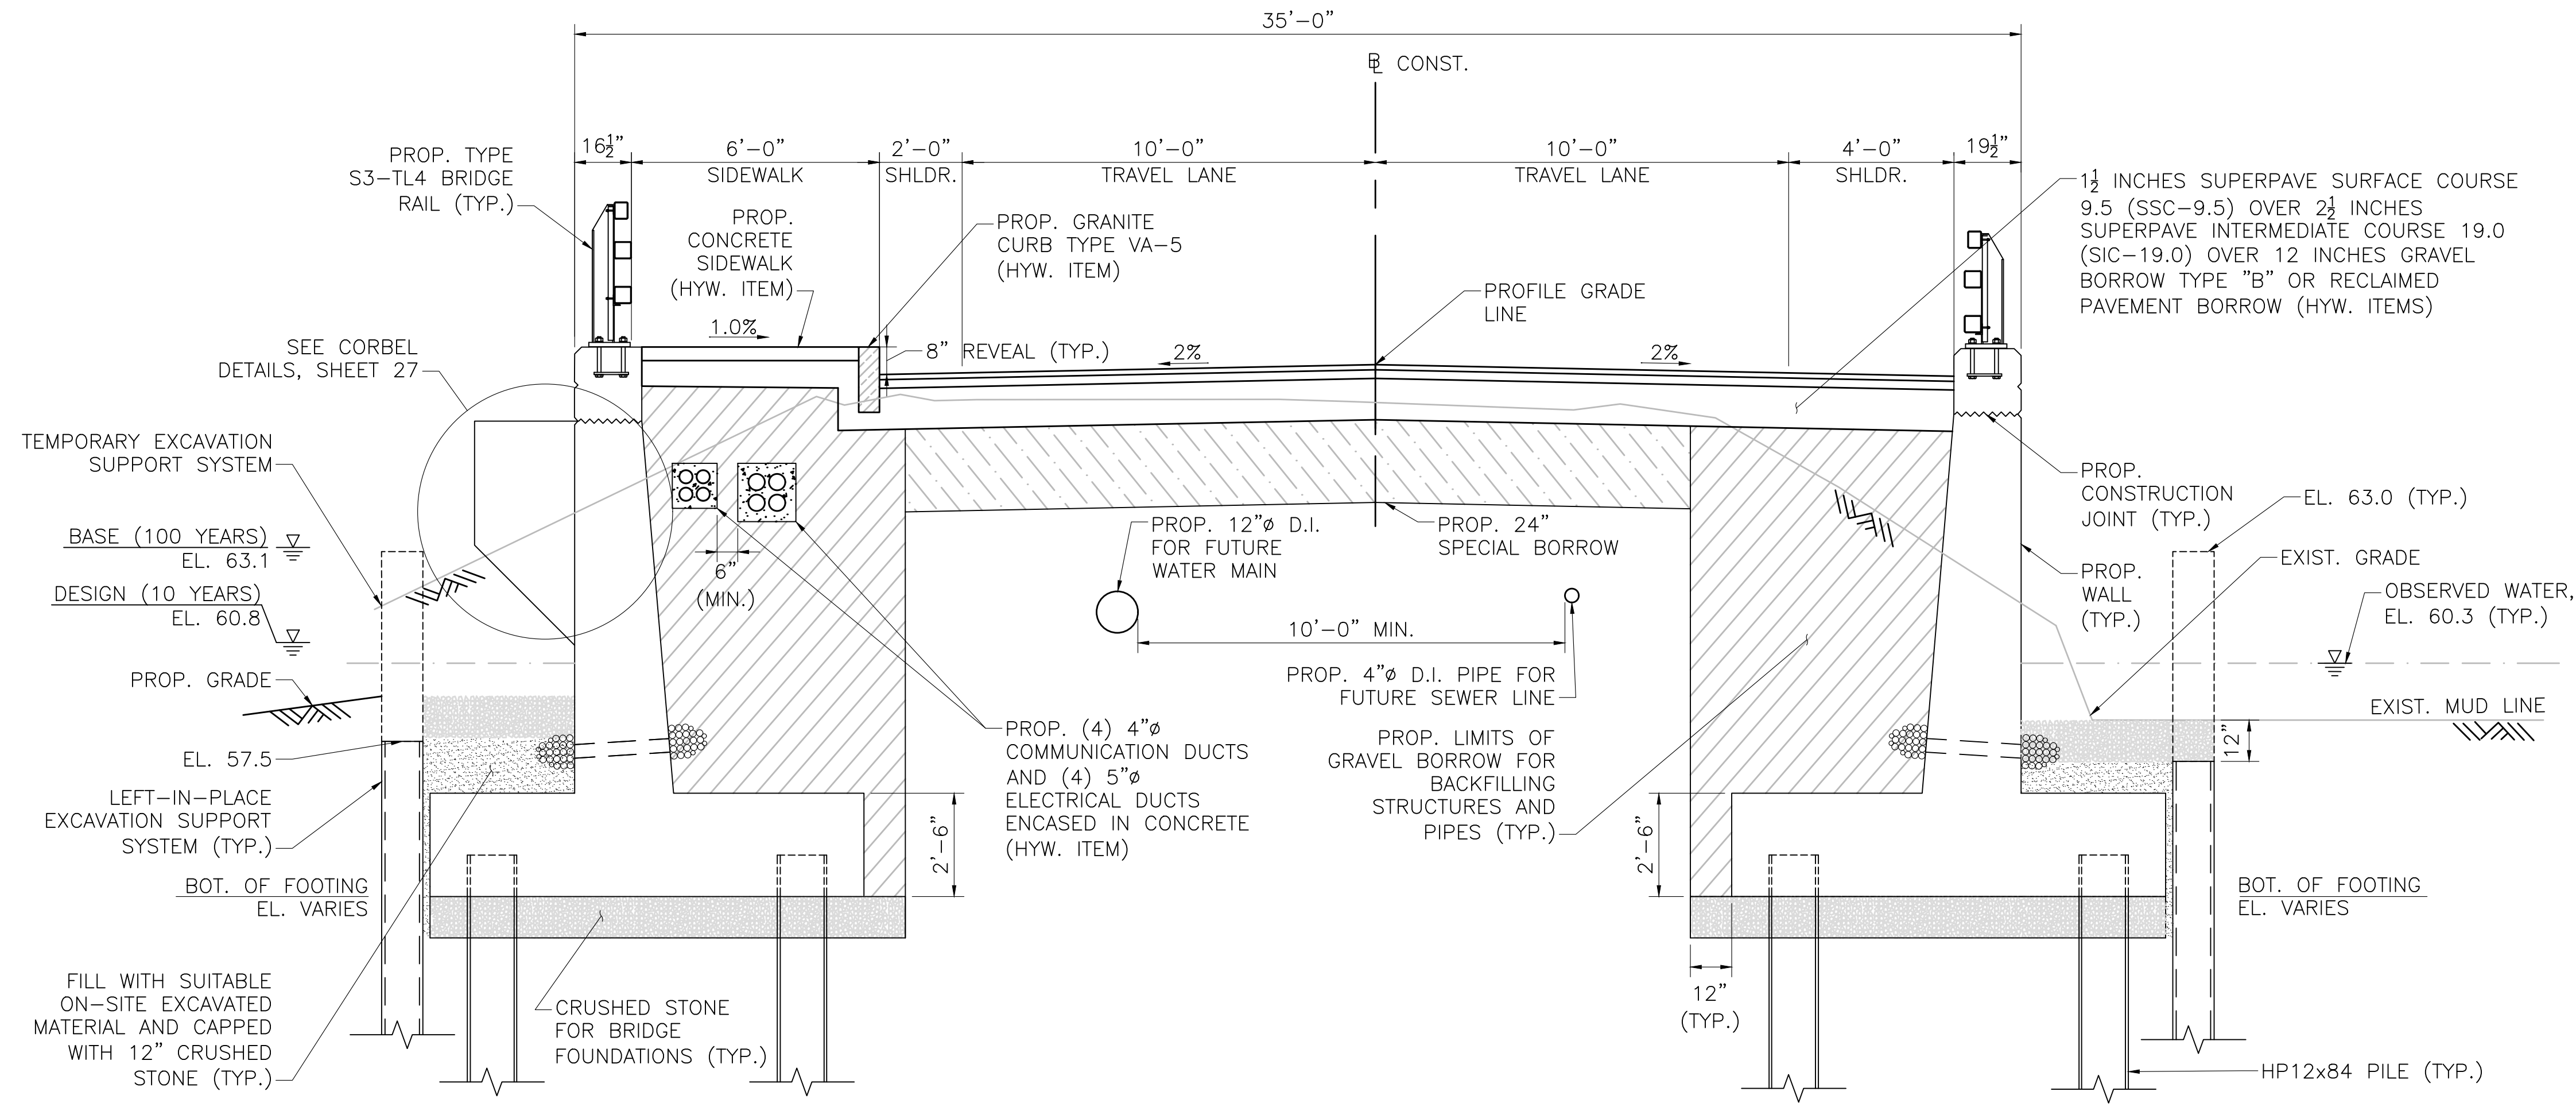 35'-0"
℄ CONST.
16½"
6'-0"
SIDEWALK
2'-0"
SHLDR.
10'-0"
TRAVEL LANE
10'-0"
TRAVEL LANE
4'-0"
SHLDR.
19½"
PROP. TYPE
S3-TL4 BRIDGE
RAIL (TYP.)
PROP.
CONCRETE
SIDEWALK
(HYW. ITEM)
PROP. GRANITE
CURB TYPE VA-5
(HYW. ITEM)
PROFILE GRADE
LINE
1½ INCHES SUPERPAVE SURFACE COURSE
9.5 (SSC-9.5) OVER 2½ INCHES
SUPERPAVE INTERMEDIATE COURSE 19.0
(SIC-19.0) OVER 12 INCHES GRAVEL
BORROW TYPE "B" OR RECLAIMED
PAVEMENT BORROW (HYW. ITEMS)
1.0%
8" REVEAL (TYP.)
2%
2%
SEE CORBEL
DETAILS, SHEET 27
TEMPORARY EXCAVATION
SUPPORT SYSTEM
BASE (100 YEARS)
EL. 63.1
DESIGN (10 YEARS)
EL. 60.8
PROP. GRADE
EL. 57.5
LEFT-IN-PLACE
EXCAVATION SUPPORT
SYSTEM (TYP.)
BOT. OF FOOTING
EL. VARIES
FILL WITH SUITABLE
ON-SITE EXCAVATED
MATERIAL AND CAPPED
WITH 12" CRUSHED
STONE (TYP.)
6"
(MIN.)
PROP. 12"ø D.I.
FOR FUTURE
WATER MAIN
PROP. 24"
SPECIAL BORROW
10'-0" MIN.
PROP. 4"ø D.I. PIPE FOR
FUTURE SEWER LINE
PROP. (4) 4"ø
COMMUNICATION DUCTS
AND (4) 5"ø
ELECTRICAL DUCTS
ENCASED IN CONCRETE
(HYW. ITEM)
PROP. LIMITS OF
GRAVEL BORROW FOR
BACKFILLING
STRUCTURES AND
PIPES (TYP.)
2'-6"
2'-6"
CRUSHED STONE
FOR BRIDGE
FOUNDATIONS (TYP.)
12"
(TYP.)
PROP.
CONSTRUCTION
JOINT (TYP.)
PROP.
WALL
(TYP.)
EL. 63.0 (TYP.)
EXIST. GRADE
OBSERVED WATER,
EL. 60.3 (TYP.)
EXIST. MUD LINE
12"
BOT. OF FOOTING
EL. VARIES
HP12x84 PILE (TYP.)